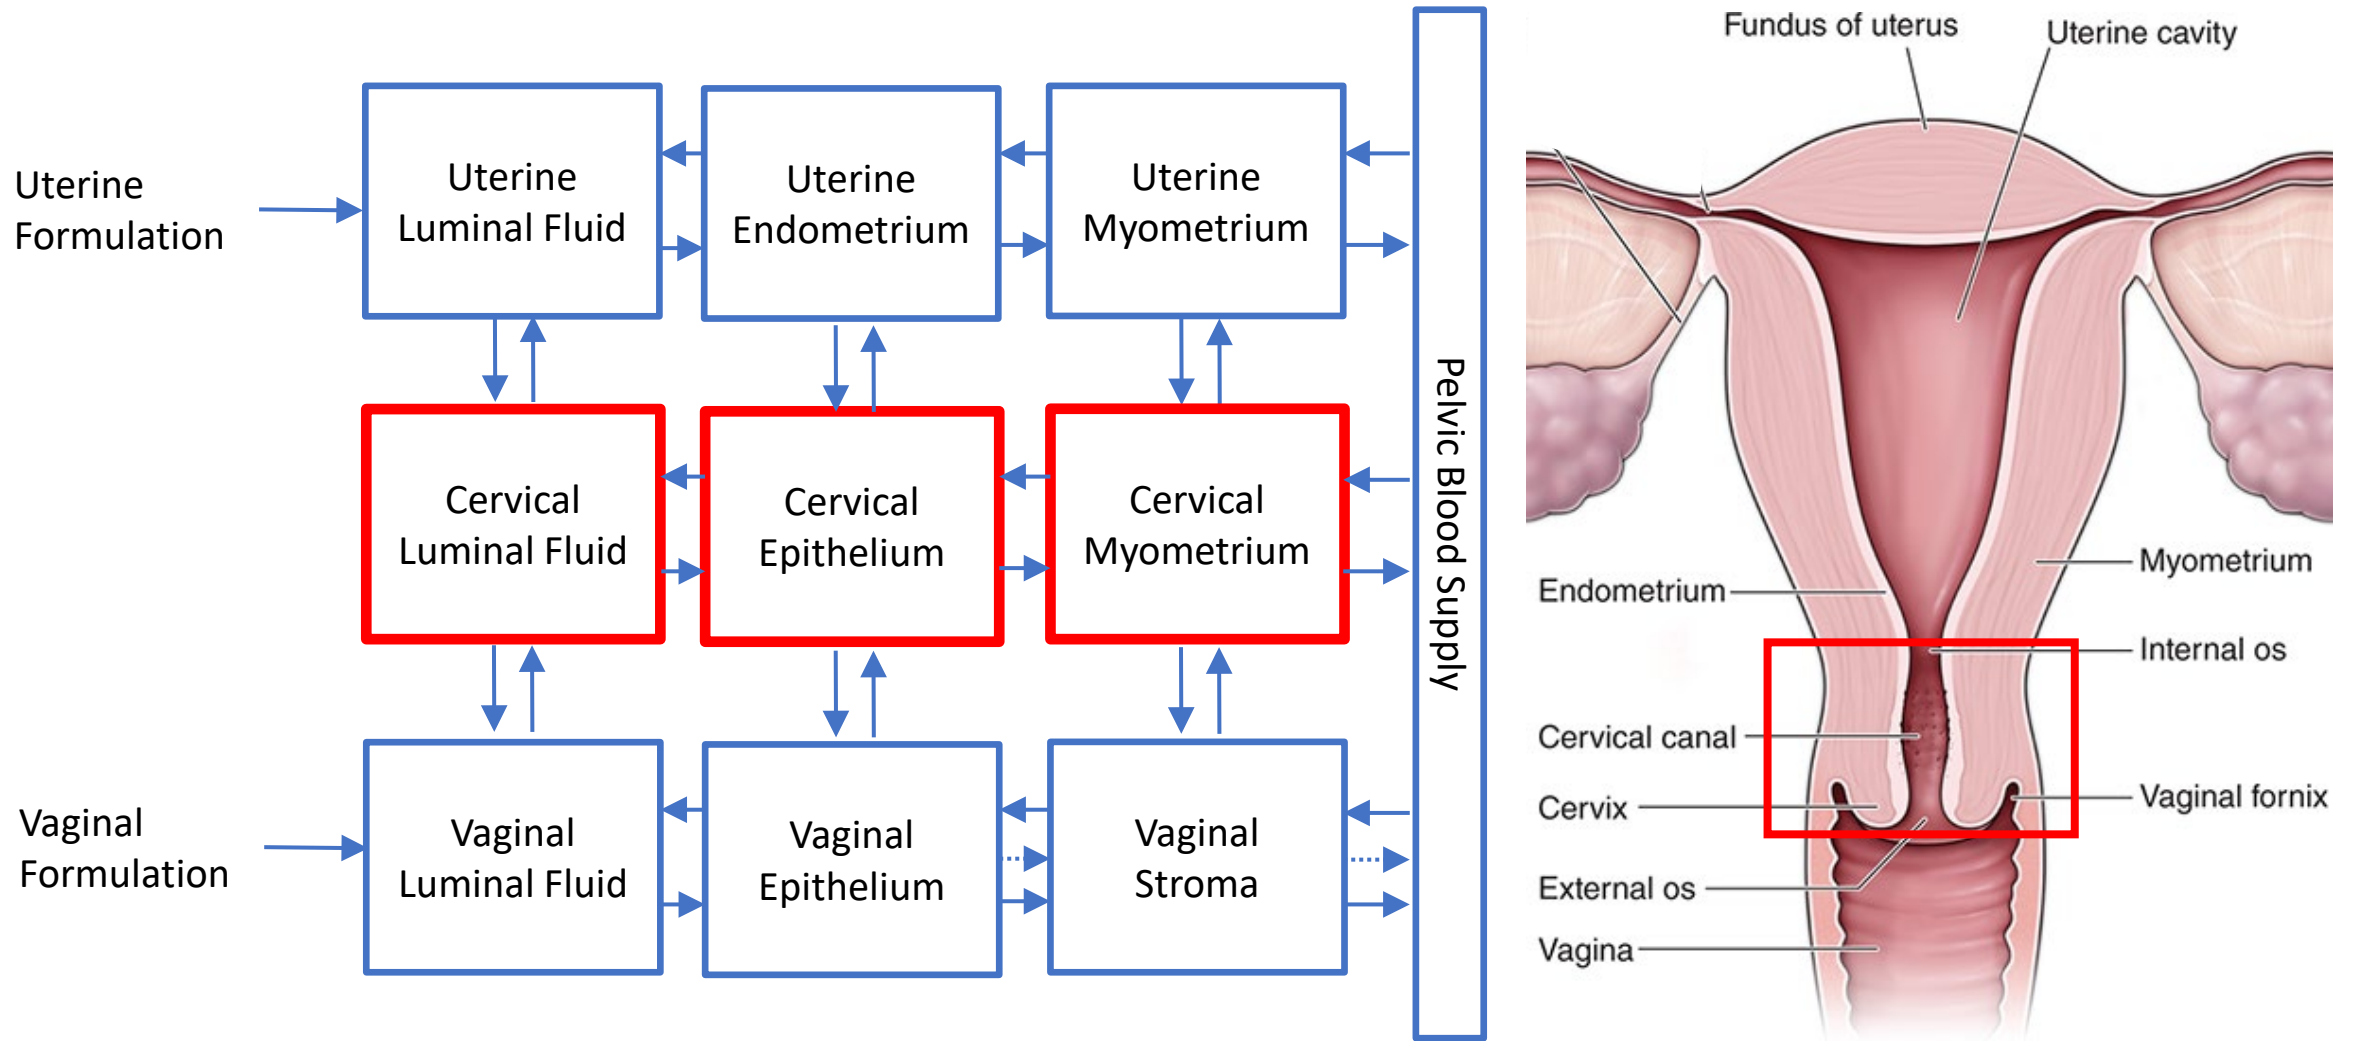 Uterine
Formulation
Uterine
Luminal Fluid
Uterine
Endometrium
Uterine
Myometrium
Cervical
Luminal Fluid
Cervical
Epithelium
Cervical
Myometrium
Vaginal
Formulation
Vaginal
Luminal Fluid
Vaginal
Epithelium
Vaginal
Stroma
Pelvic Blood Supply
Fundus of uterus
Uterine cavity
Endometrium
Myometrium
Internal os
Cervical canal
Cervix
Vaginal fornix
External os
Vagina